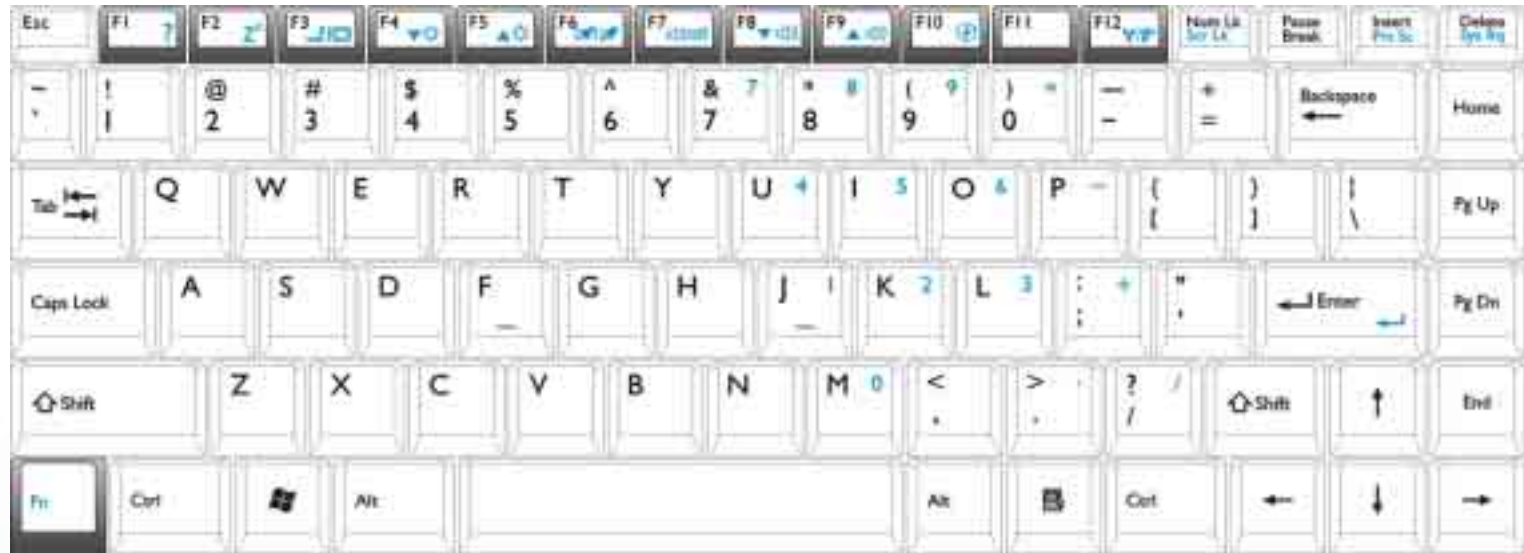 Esc F1 ? F2 Zz F3 F4 F5 F6 F7 F8 F9 F10 F11 F12 Num Lk Pause Insert Delete
Scr Lk Break Prt Sc Sys Rq
~ ! @ # $ % ^ & 7 * 8 ( 9 ) * — + Backspace Home
` 1 2 3 4 5 6 7 8 9 0 - =
Tab Q W E R T Y U 4 I 5 O 6 P - { } | Pg Up
[ ] \
Caps Lock A S D F G H J 1 K 2 L 3 : + " Enter Pg Dn
; '
Shift Z X C V B N M 0 < > . ? / Shift ↑ End
, . /
Fn Ctrl Alt Alt Ctrl ← ↓ →